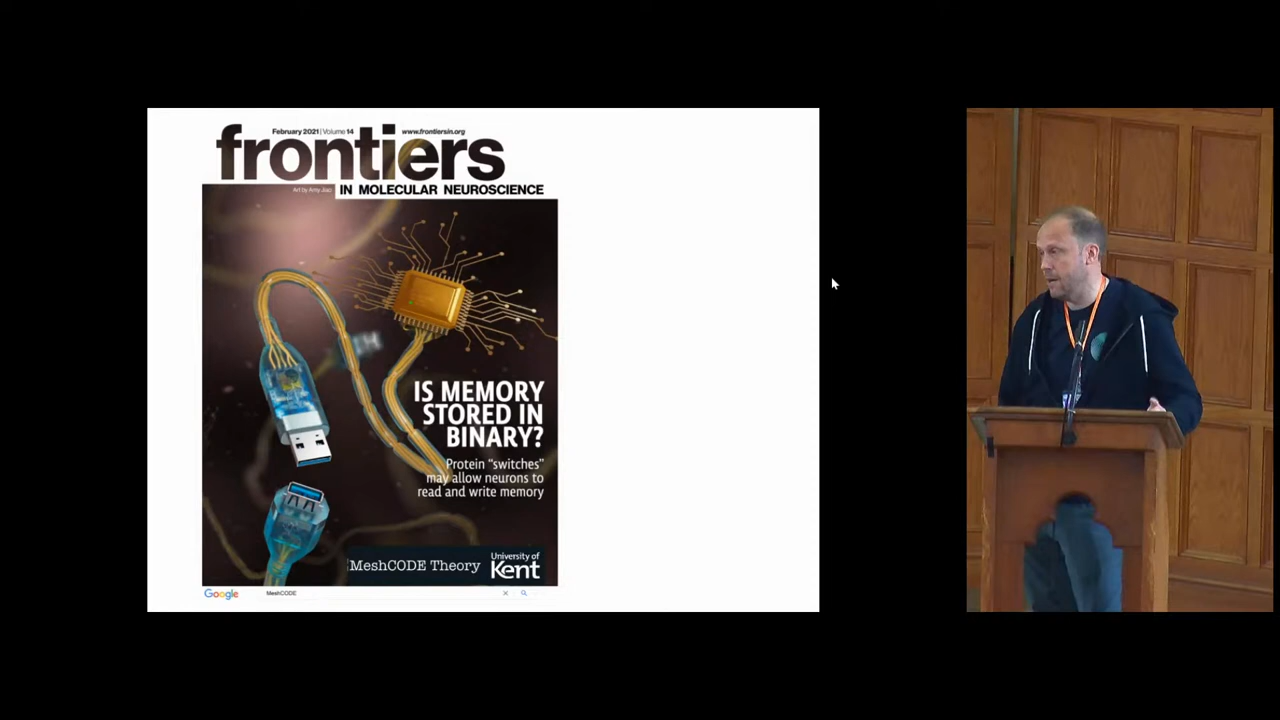 February 2021 | Volume 14
www.frontiersin.org
frontiers
Art by Amy Jiao
IN MOLECULAR NEUROSCIENCE
IS MEMORY
STORED IN
BINARY?
Protein "switches"
may allow neurons to
read and write memory
MeshCODE Theory
University of
Kent
Google
MeshCODE